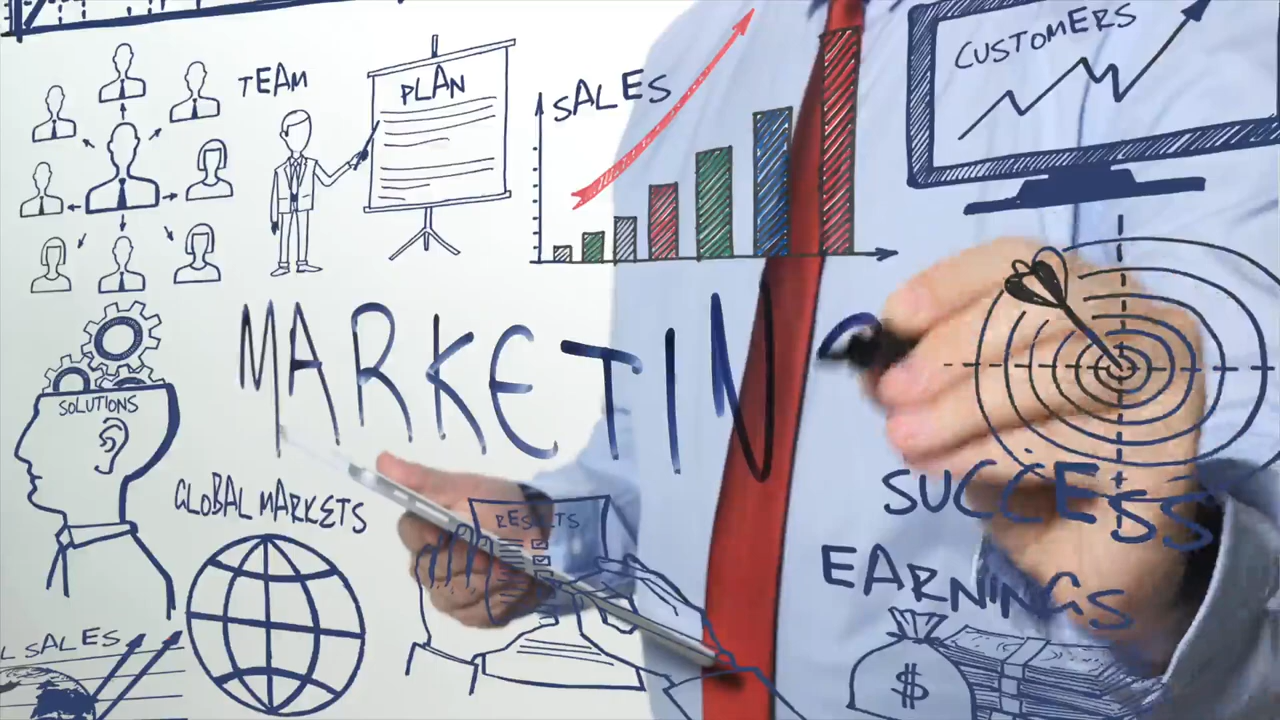 TEAM
PLAN
SALES
CUSTOMERS
MARKETIN
SOLUTIONS
GLOBAL MARKETS
RESULTS
SUCCESS
EARNINGS
L SALES
$